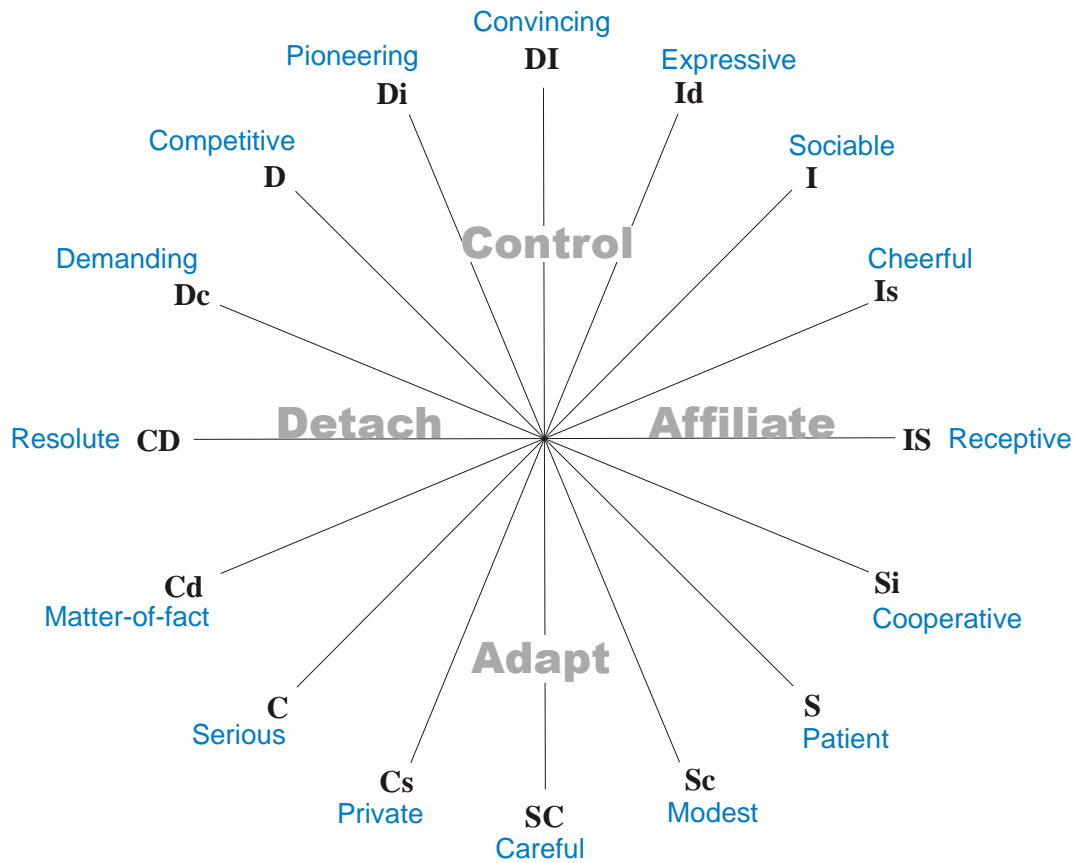 Convincing
DI
Pioneering
Di
Expressive
Id
Competitive
D
Sociable
I
Control
Demanding
Dc
Cheerful
Is
Detach
Affiliate
Resolute CD
IS Receptive
Cd
Matter-of-fact
Si
Cooperative
Adapt
C
Serious
S
Patient
Cs
Private
Sc
Modest
SC
Careful